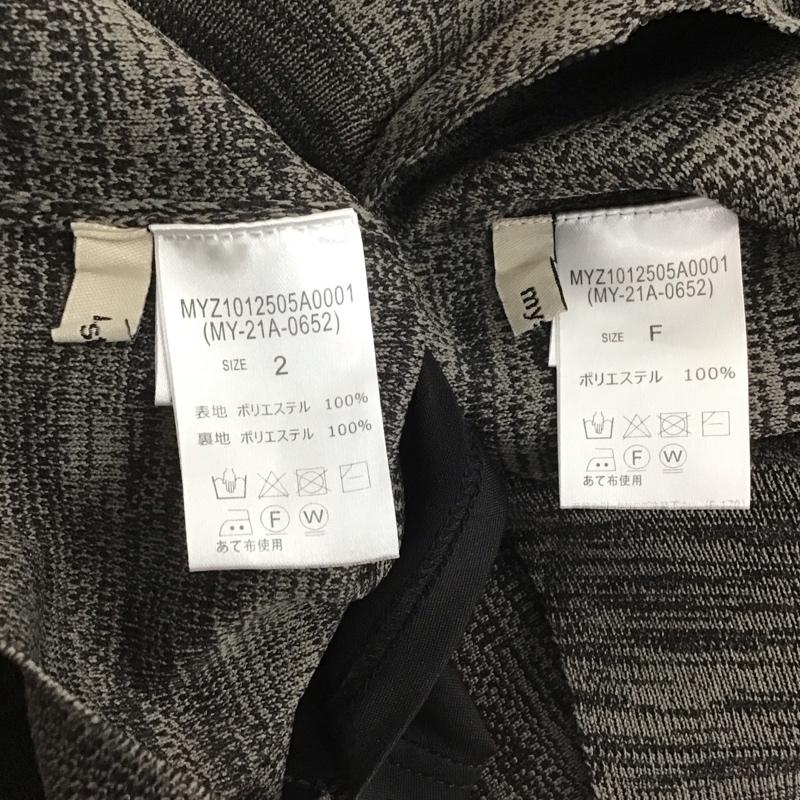 MYZ1012505A0001
(MY-21A-0652)
SIZE 2
表地 ポリエステル 100%
裏地 ポリエステル 100%
F W
あて布使用
my
MYZ1012505A0001
(MY-21A-0652)
SIZE F
ポリエステル 100%
F W
あて布使用